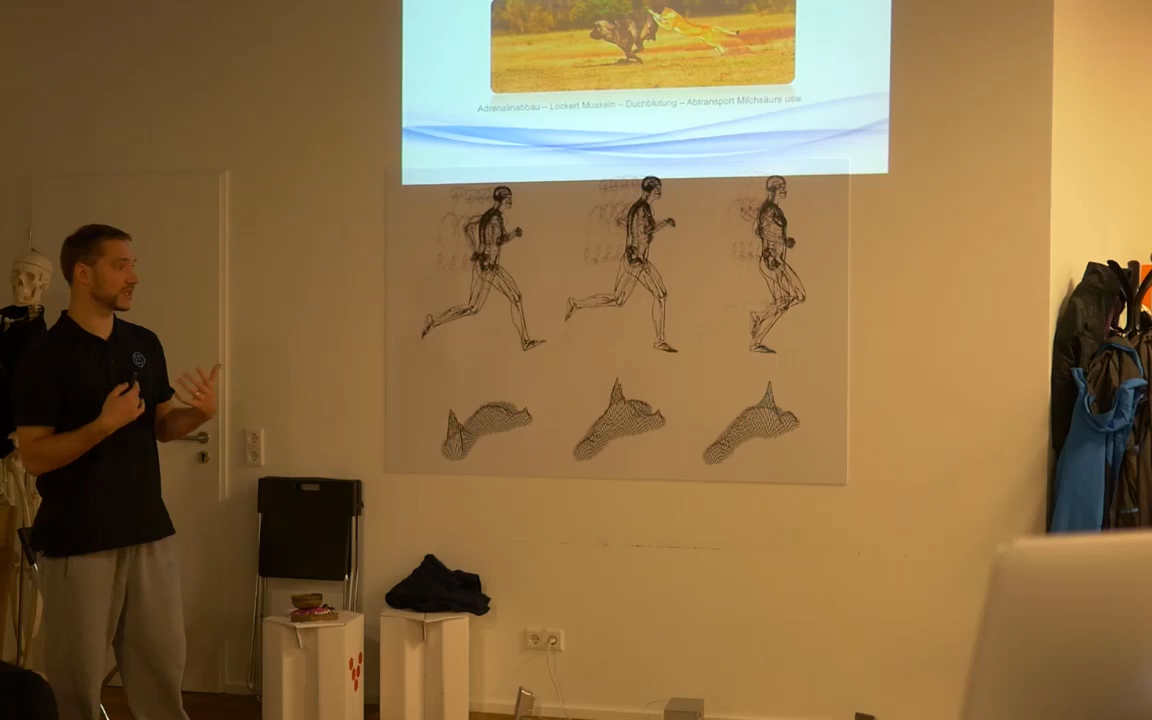 Adrenalinabbau – Lockert Muskeln – Duchblutung – Abtransport Milchsäure usw.